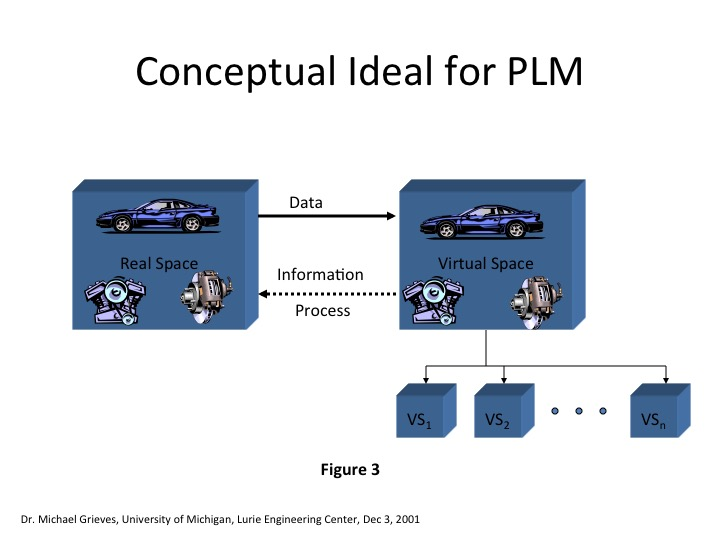 Conceptual Ideal for PLM
Data
Real Space
Virtual Space
Information
Process
VS1
VS2
VSn
Figure 3
Dr. Michael Grieves, University of Michigan, Lurie Engineering Center, Dec 3, 2001